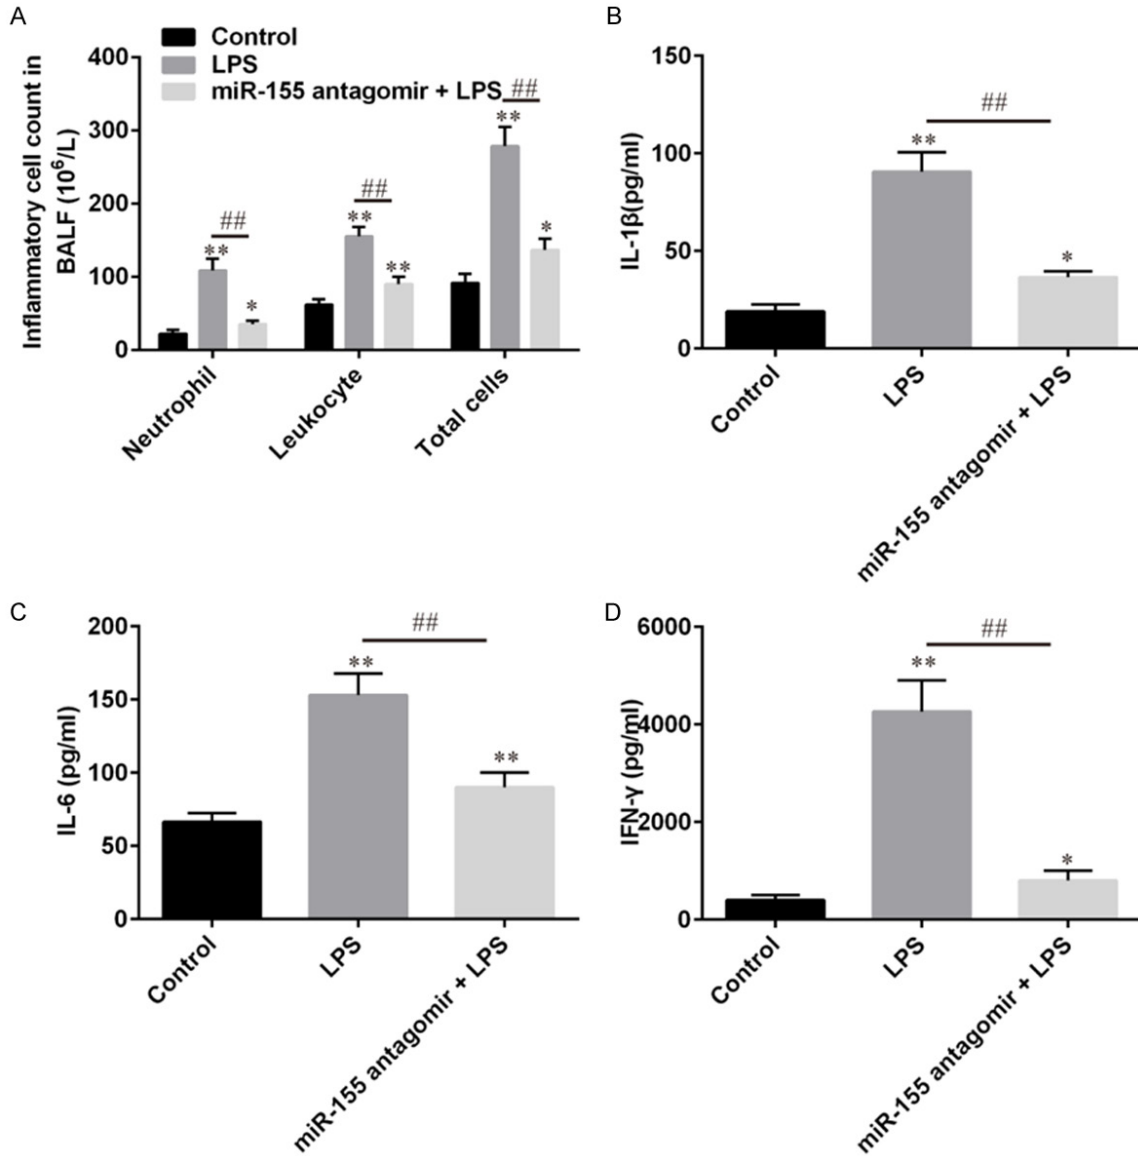 A
Control
LPS
miR-155 antagomir + LPS
Inflammatory cell count in
BALF (10⁶/L)
400
300
200
100
0
##
**
*
##
**
**
##
**
*
Neutrophil
Leukocyte
Total cells
B
IL-1β(pg/ml)
150
100
50
0
##
**
*
Control
LPS
miR-155 antagomir + LPS
C
IL-6 (pg/ml)
200
150
100
50
0
##
**
**
Control
LPS
miR-155 antagomir + LPS
D
IFN-γ (pg/ml)
6000
4000
2000
0
##
**
*
Control
LPS
miR-155 antagomir + LPS